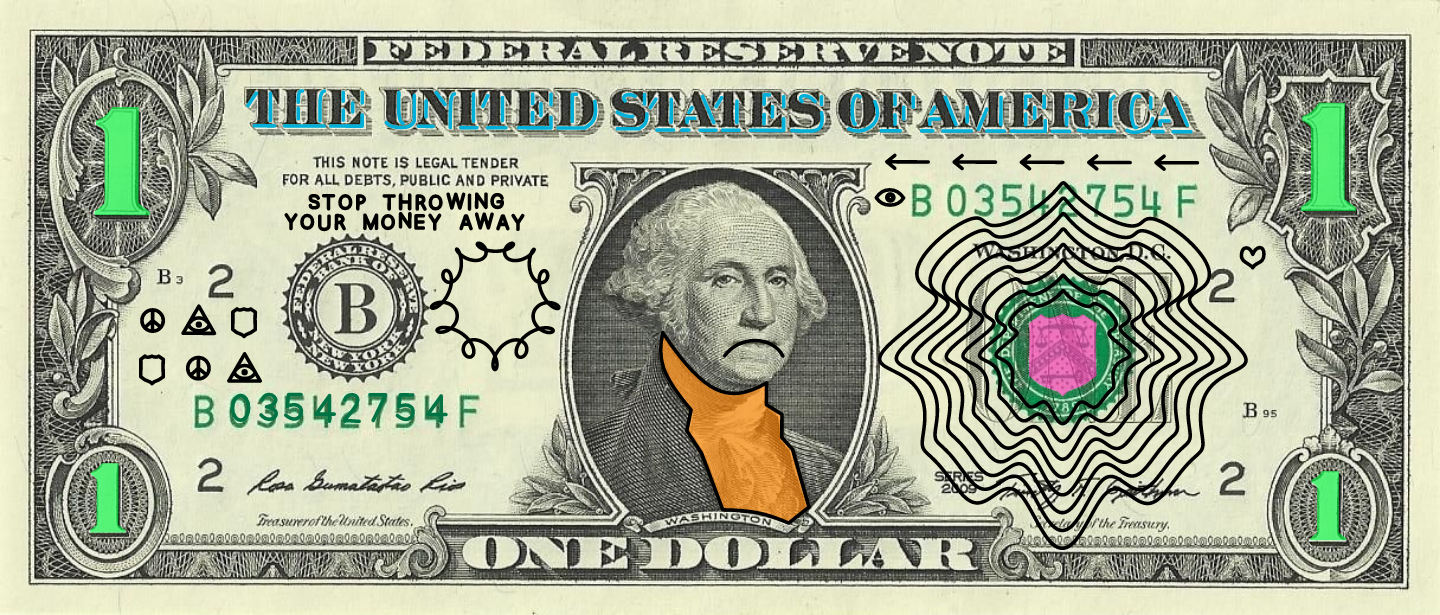 FEDERAL RESERVE NOTE
THE UNITED STATES OF AMERICA
1
1
THIS NOTE IS LEGAL TENDER
FOR ALL DEBTS, PUBLIC AND PRIVATE
STOP THROWING
YOUR MONEY AWAY
B 03542754 F
WASHINGTON, D.C.
B 3
2
2
FEDERAL RESERVE
BANK OF
B
NEW YORK
NEW YORK
B 03542754 F
B 95
2
2
Rosa Gumataotao Rios
SERIES
2009
Treasurer of the United States.
Secretary of the Treasury.
WASHINGTON
1
1
ONE DOLLAR